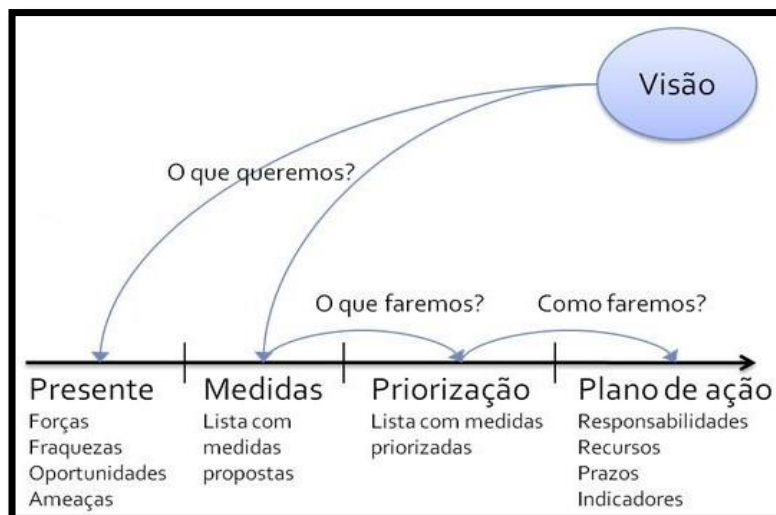 Visão
O que queremos?
O que faremos?
Como faremos?
Presente
Forças
Fraquezas
Oportunidades
Ameaças
Medidas
Lista com
medidas
propostas
Priorização
Lista com medidas
priorizadas
Plano de ação
Responsabilidades
Recursos
Prazos
Indicadores